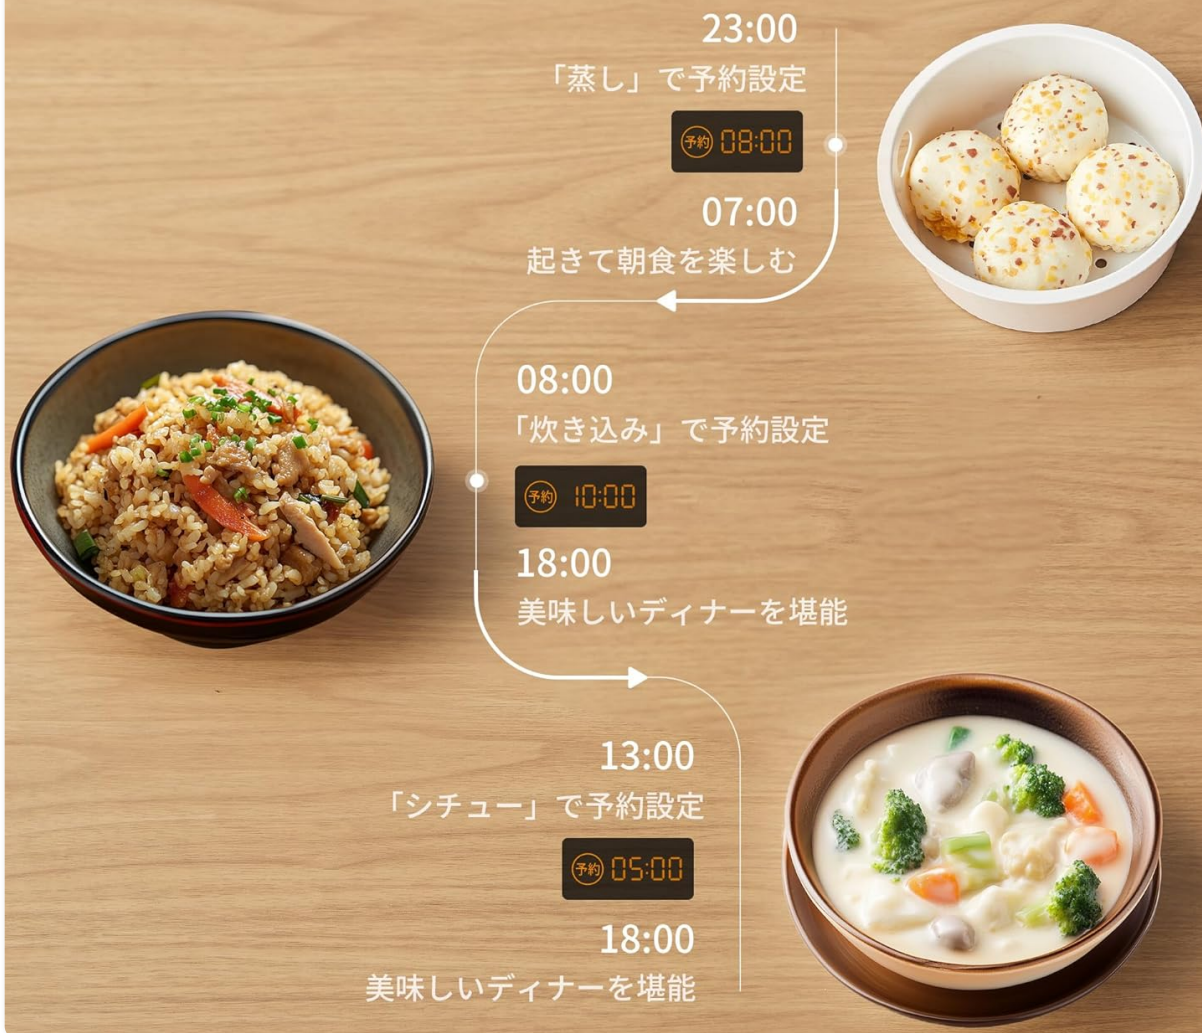 23:00
「蒸し」で予約設定
予約 08:00
07:00
起きて朝食を楽しむ
08:00
「炊き込み」で予約設定
予約 10:00
18:00
美味しいディナーを堪能
13:00
「シチュー」で予約設定
予約 05:00
18:00
美味しいディナーを堪能